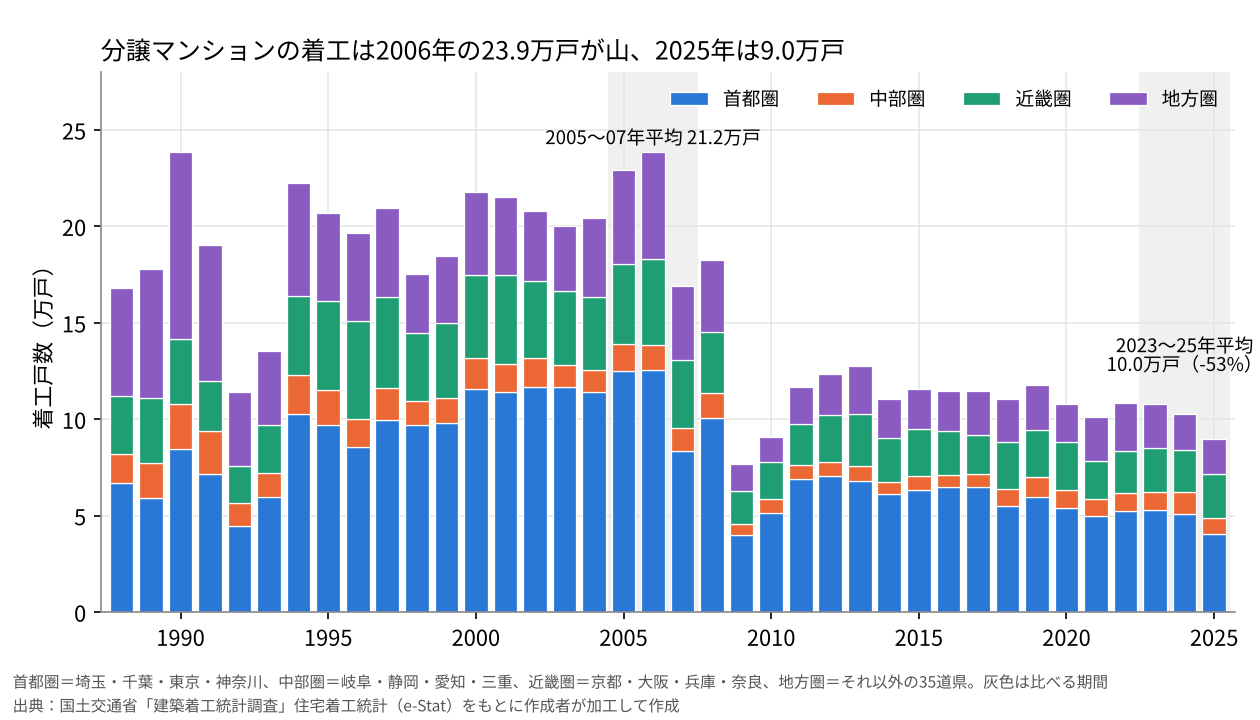 分譲マンションの着工は2006年の23.9万戸が山、2025年は9.0万戸
首都圏 中部圏 近畿圏 地方圏
2005～07年平均 21.2万戸
2023～25年平均
10.0万戸（-53%）
着工戸数（万戸）
25
20
15
10
5
0
1990 1995 2000 2005 2010 2015 2020 2025
首都圏＝埼玉・千葉・東京・神奈川、中部圏＝岐阜・静岡・愛知・三重、近畿圏＝京都・大阪・兵庫・奈良、地方圏＝それ以外の35道県。灰色は比べる期間
出典：国土交通省「建築着工統計調査」住宅着工統計（e-Stat）をもとに作成者が加工して作成